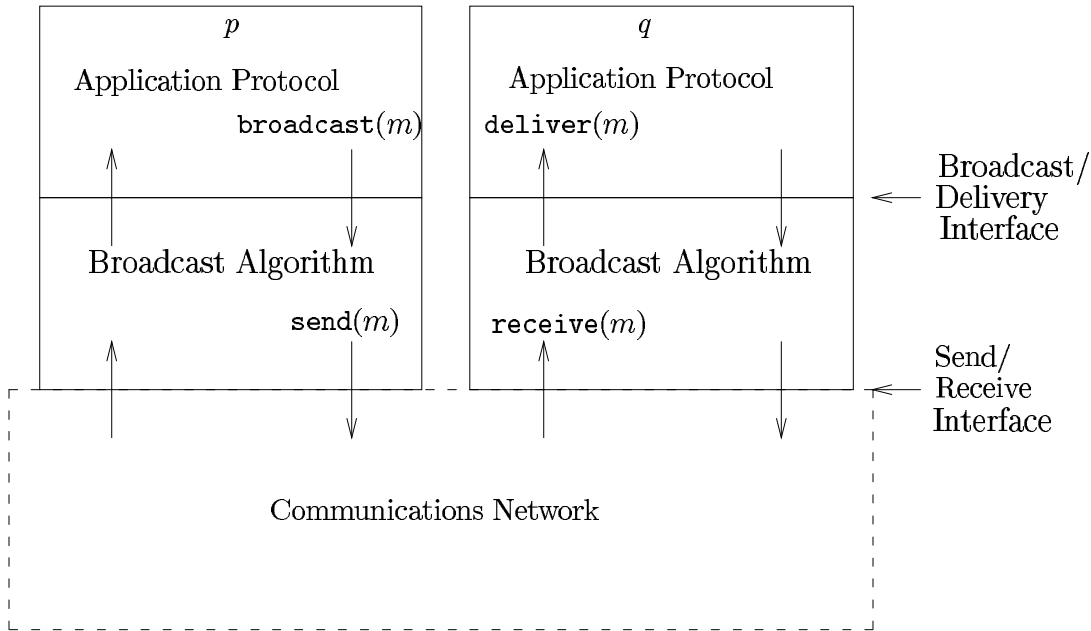 p
Application Protocol
broadcast(m)
Broadcast Algorithm
send(m)
q
Application Protocol
deliver(m)
Broadcast Algorithm
receive(m)
Broadcast/
Delivery
Interface
Send/
Receive
Interface
Communications Network